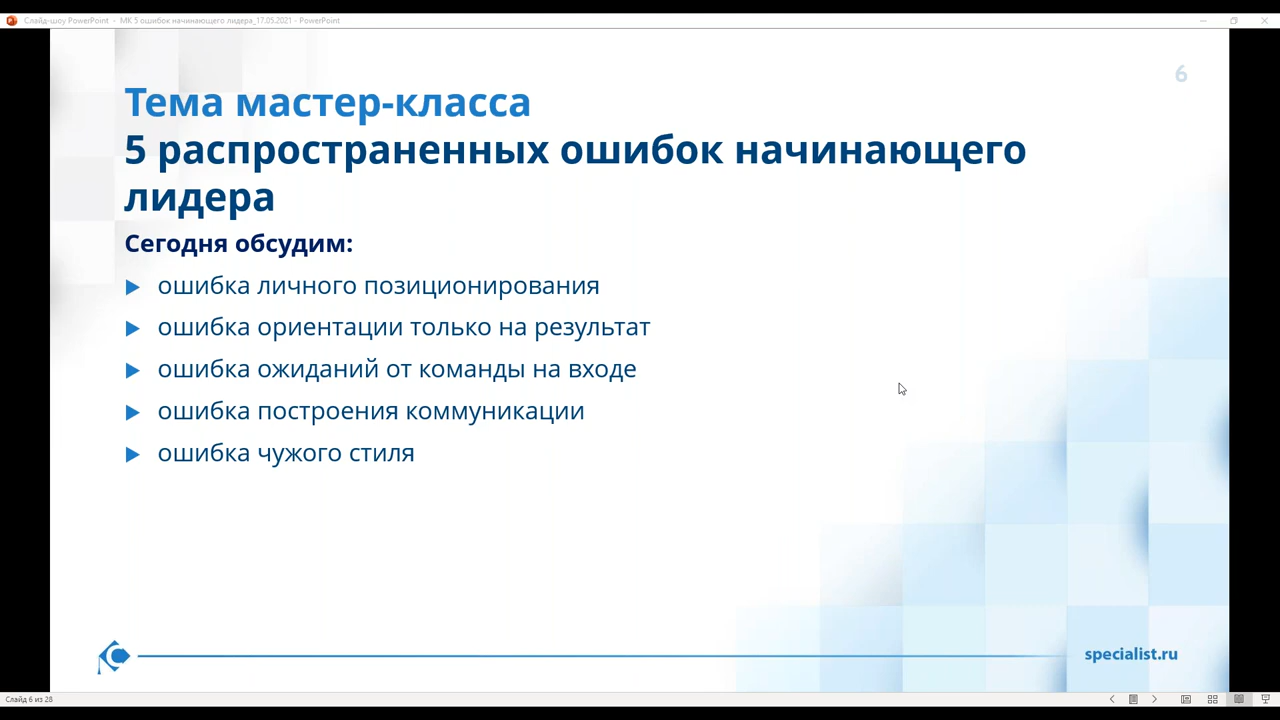 Слайд-шоу PowerPoint - МК 5 ошибок начинающего лидера_17.05.2021 - PowerPoint
6
Тема мастер-класса
5 распространенных ошибок начинающего
лидера
Сегодня обсудим:
ошибка личного позиционирования
ошибка ориентации только на результат
ошибка ожиданий от команды на входе
ошибка построения коммуникации
ошибка чужого стиля
specialist.ru
Слайд 6 из 28